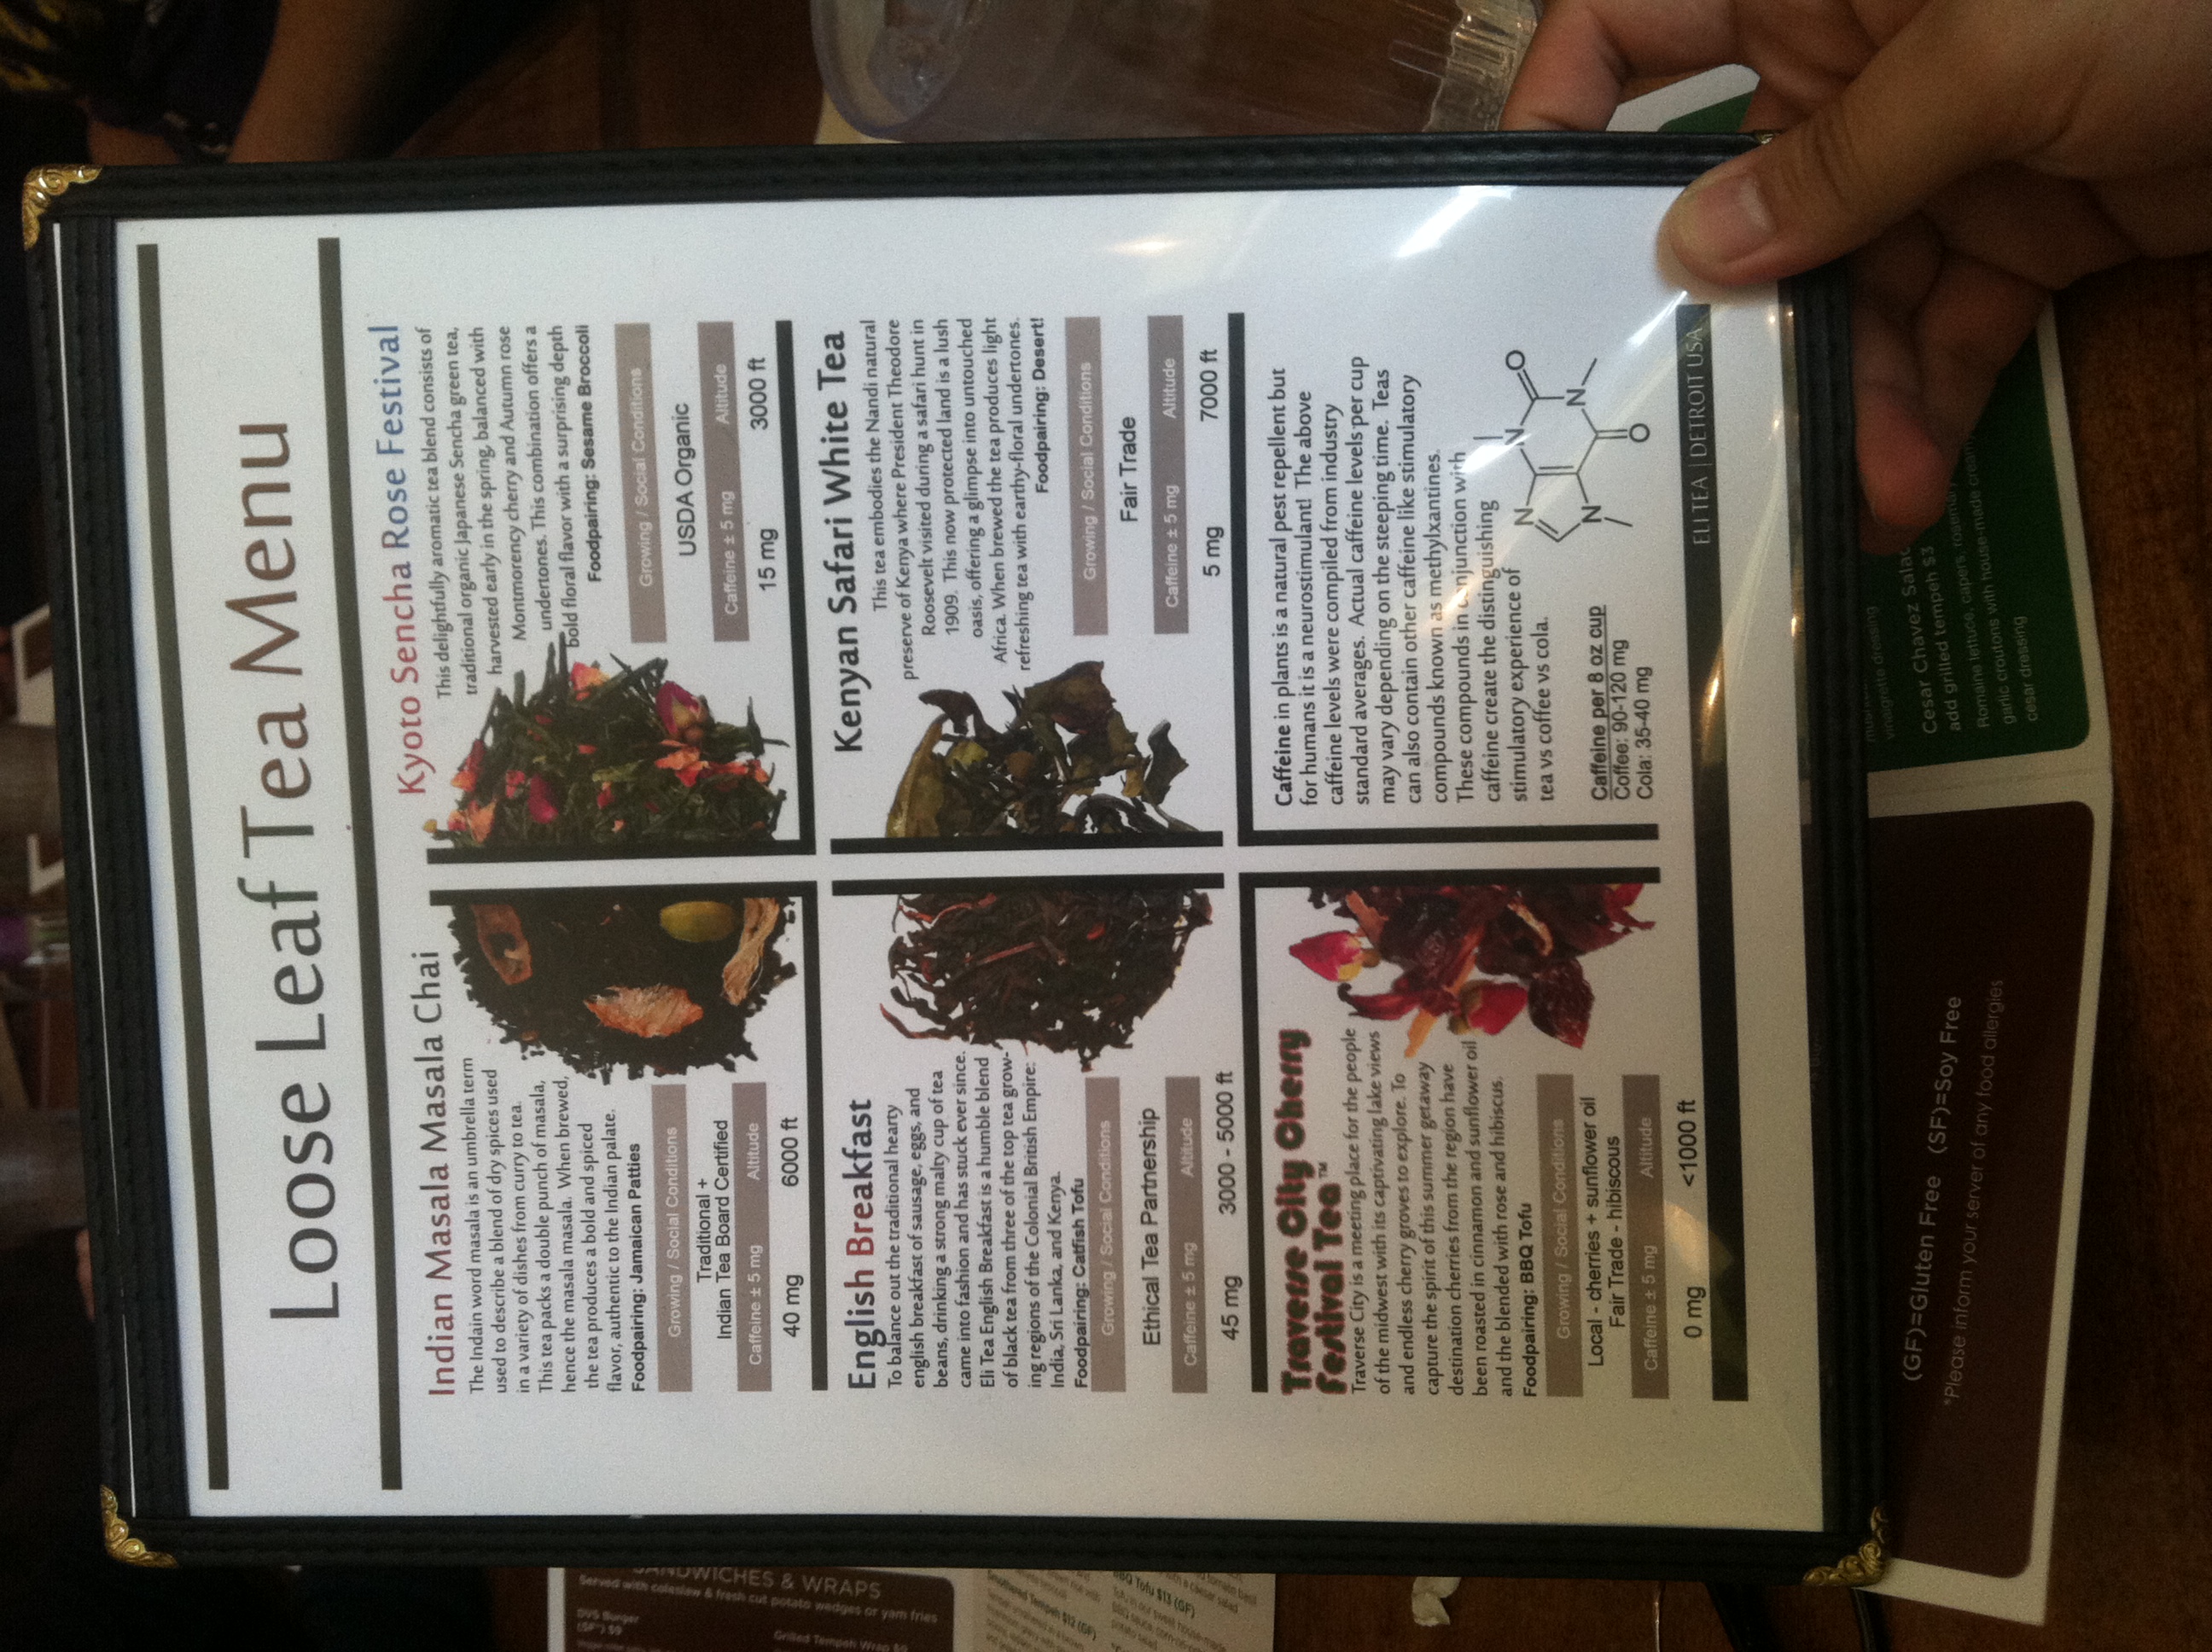 Loose Leaf Tea Menu
Indian Masala Masala Chai
The Indain word masala is an umbrella term
used to describe a blend of dry spices used
in a variety of dishes from curry to tea.
This tea packs a double punch of masala,
hence the masala masala. When brewed,
the tea produces a bold and spiced
flavor, authentic to the Indian palate.
Foodpairing: Jamaican Patties
Growing / Social Conditions
Traditional +
Indian Tea Board Certified
Caffeine ± 5 mg Altitude
40 mg 6000 ft
Kyoto Sencha Rose Festival
This delightfully aromatic tea blend consists of
traditional organic Japanese Sencha green tea,
harvested early in the spring, balanced with
Montmorency cherry and Autumn rose
undertones. This combination offers a
bold floral flavor with a surprising depth
Foodpairing: Sesame Broccoli
Growing / Social Conditions
USDA Organic
Caffeine ± 5 mg Altitude
15 mg 3000 ft
English Breakfast
To balance out the traditional hearty
english breakfast of sausage, eggs, and
beans, drinking a strong malty cup of tea
came into fashion and has stuck ever since.
Eli Tea English Breakfast is a humble blend
of black tea from three of the top tea grow-
ing regions of the Colonial British Empire:
India, Sri Lanka, and Kenya.
Foodpairing: Catfish Tofu
Growing / Social Conditions
Ethical Tea Partnership
Caffeine ± 5 mg Altitude
45 mg 3000 - 5000 ft
Kenyan Safari White Tea
This tea embodies the Nandi natural
preserve of Kenya where President Theodore
Roosevelt visited during a safari hunt in
1909. This now protected land is a lush
oasis, offering a glimpse into untouched
Africa. When brewed the tea produces light
refreshing tea with earthy-floral undertones.
Foodpairing: Desert!
Growing / Social Conditions
Fair Trade
Caffeine ± 5 mg Altitude
5 mg 7000 ft
Traverse City Cherry
Festival Tea™
Traverse City is a meeting place for the people
of the midwest with its captivating lake views
and endless cherry groves to explore. To
capture the spirit of this summer getaway
destination cherries from the region have
been roasted in cinnamon and sunflower oil
and the blended with rose and hibiscus.
Foodpairing: BBQ Tofu
Growing / Social Conditions
Local - cherries + sunflower oil
Fair Trade - hibiscous
Caffeine ± 5 mg Altitude
0 mg <1000 ft
Caffeine in plants is a natural pest repellent but
for humans it is a neurostimulant! The above
caffeine levels were compiled from industry
standard averages. Actual caffeine levels per cup
may vary depending on the steeping time. Teas
can also contain other caffeine like stimulatory
compounds known as methylxantines.
These compounds in conjunction with
caffeine create the distinguishing
stimulatory experience of
tea vs coffee vs cola.
N N O N N O
Caffeine per 8 oz cup
Coffee: 90-120 mg
Cola: 35-40 mg
ELI TEA | DETROIT USA
(GF)=Gluten Free (SF)=Soy Free
*Please inform your server of any food allergies
vinaigrette dressing
Cesar Chavez Salad
add grilled tempeh $3
Romaine lettuce, capers, rosemary
garlic croutons with house-made creamy
cesar dressing
SANDWICHES & WRAPS
Served with coleslaw & fresh cut potato wedges or yam fries